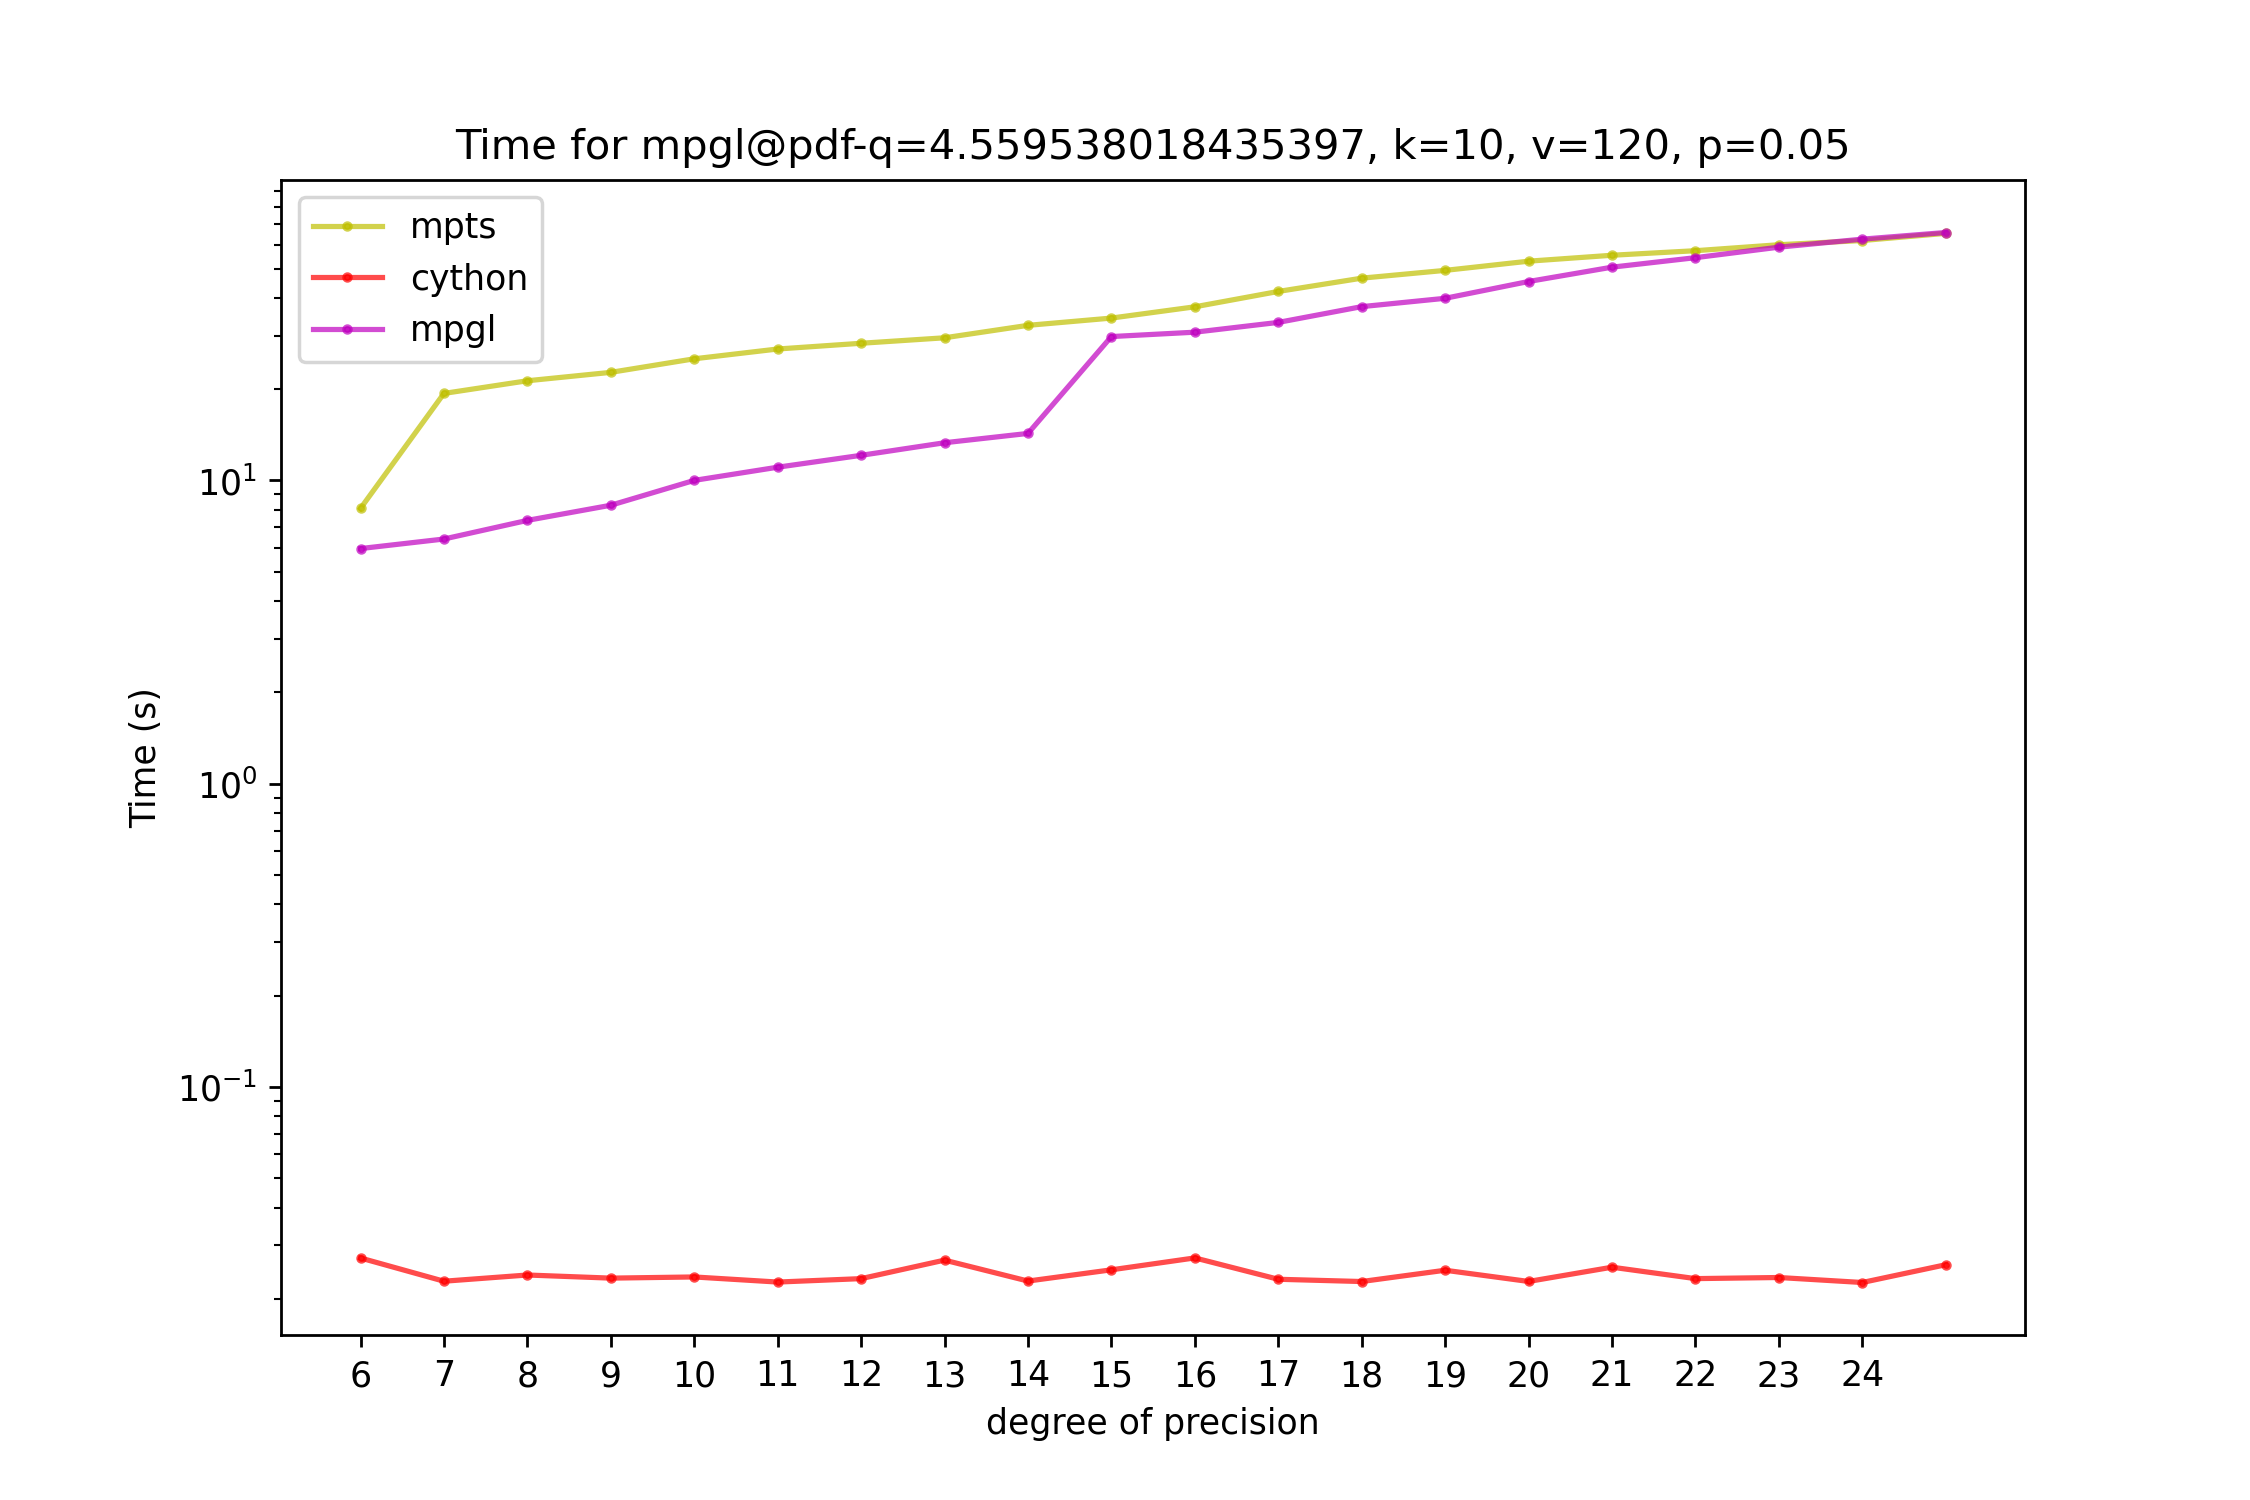 Time for mpgl@pdf-q=4.559538018435397, k=10, v=120, p=0.05
mpts
cython
mpgl
Time (s)
10¹
10⁰
10⁻¹
6 7 8 9 10 11 12 13 14 15 16 17 18 19 20 21 22 23 24
degree of precision